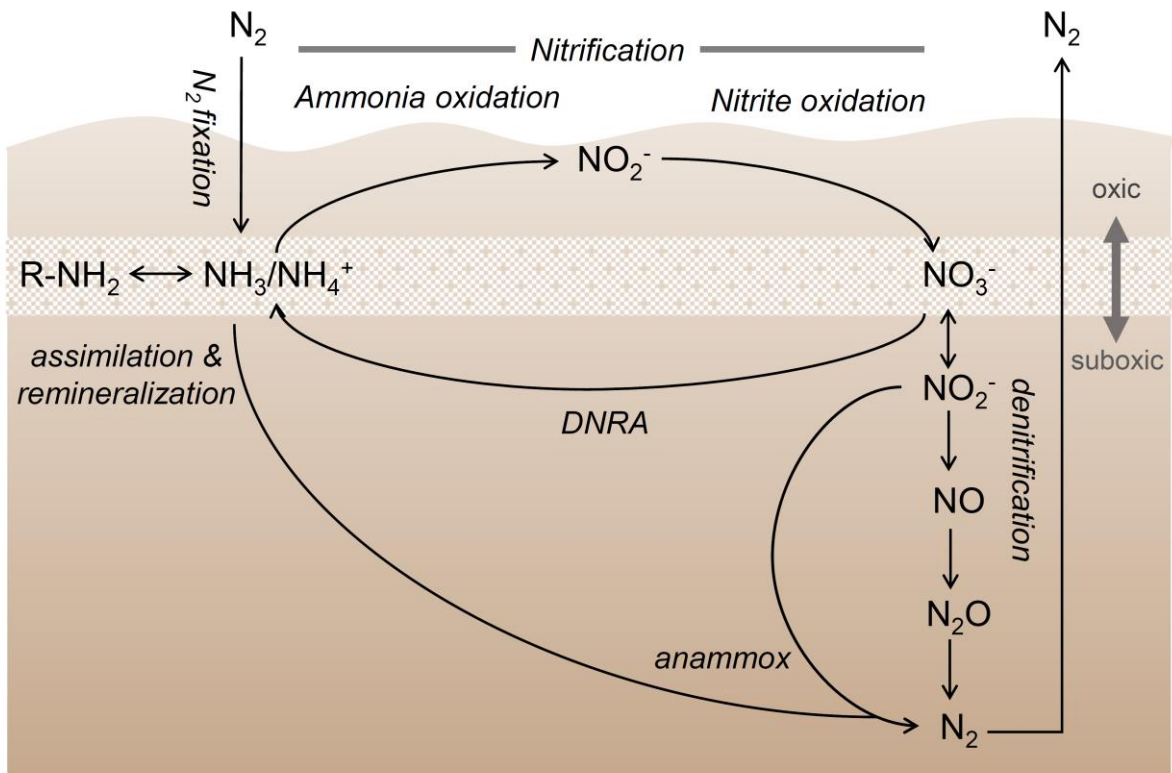 N₂
Nitrification
N₂
N₂ fixation
Ammonia oxidation
Nitrite oxidation
NO₂⁻
oxic
R-NH₂
NH₃/NH₄⁺
NO₃⁻
suboxic
assimilation &
remineralization
DNRA
NO₂⁻
denitrification
NO
N₂O
anammox
N₂